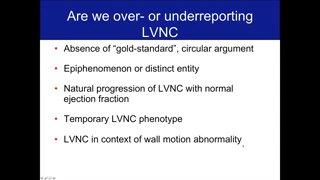 Are we over- or underreporting
LVNC
• Absence of “gold-standard”, circular argument
• Epiphenomenon or distinct entity
• Natural progression of LVNC with normal
ejection fraction
• Temporary LVNC phenotype
• LVNC in context of wall motion abnormality